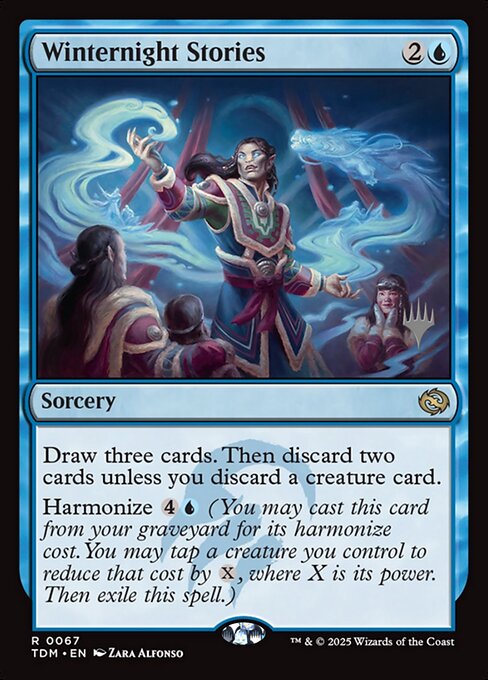 Winternight Stories 2
Sorcery
Draw three cards. Then discard two
cards unless you discard a creature card.
Harmonize 4 (You may cast this card
from your graveyard for its harmonize
cost. You may tap a creature you control to
reduce that cost by X, where X is its power.
Then exile this spell.)
R 0067 ™ & © 2025 Wizards of the Coast
TDM • EN Zara Alfonso